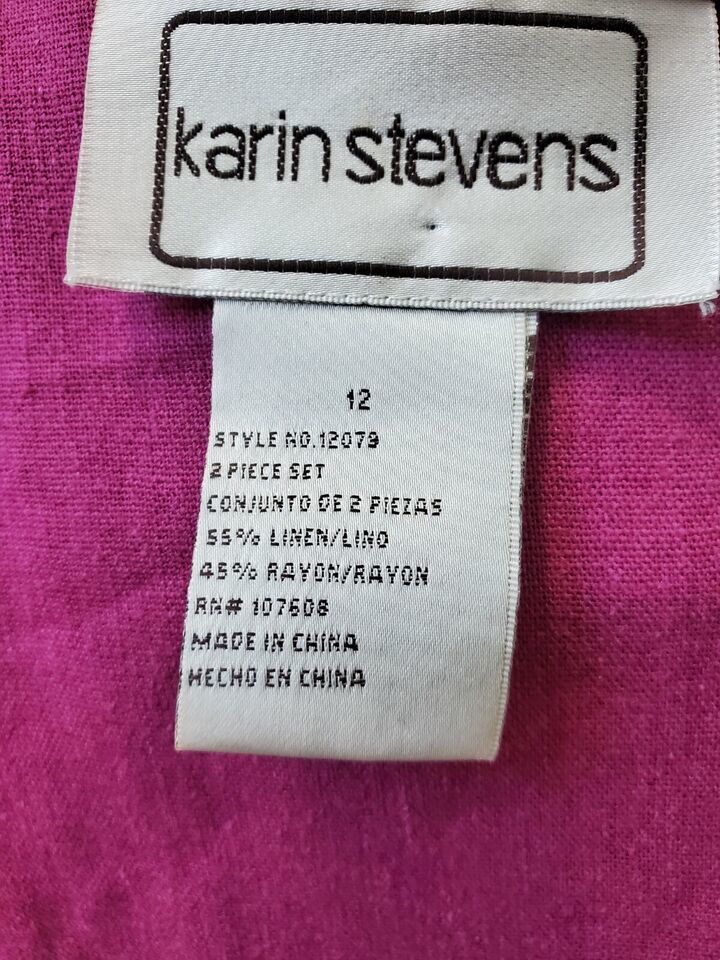 karin stevens
12
STYLE NO.12079
2 PIECE SET
CONJUNTO DE 2 PIEZAS
55% LINEN/LINO
45% RAYON/RAYON
RN# 107608
MADE IN CHINA
HECHO EN CHINA